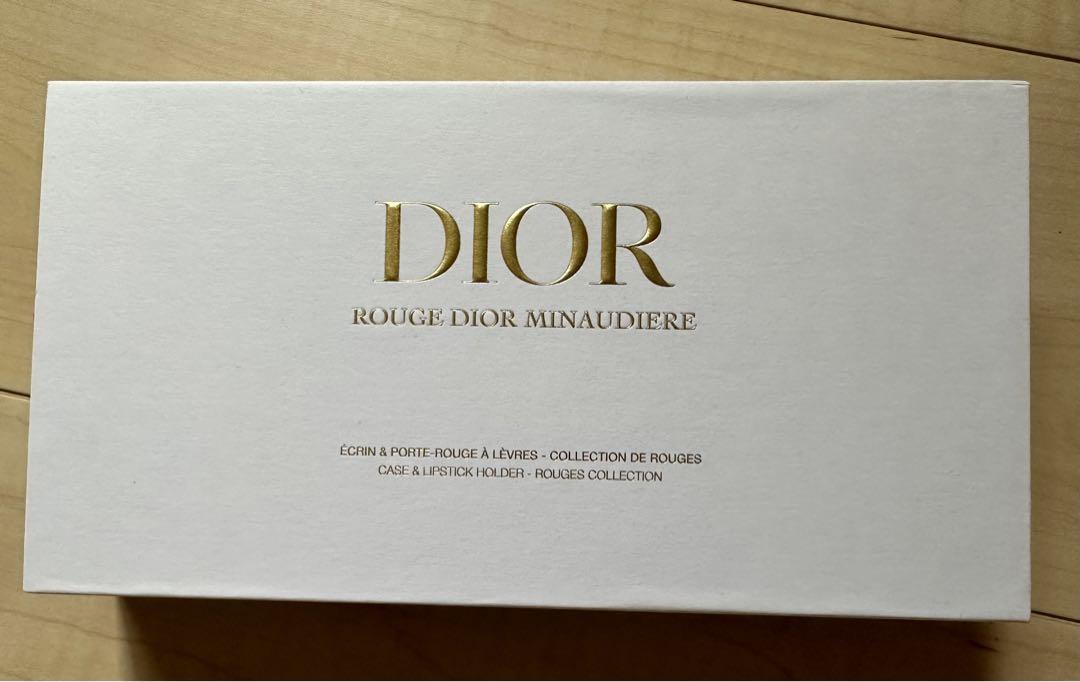 DIOR
ROUGE DIOR MINAUDIERE
ÉCRIN & PORTE-ROUGE À LÈVRES - COLLECTION DE ROUGES
CASE & LIPSTICK HOLDER - ROUGES COLLECTION